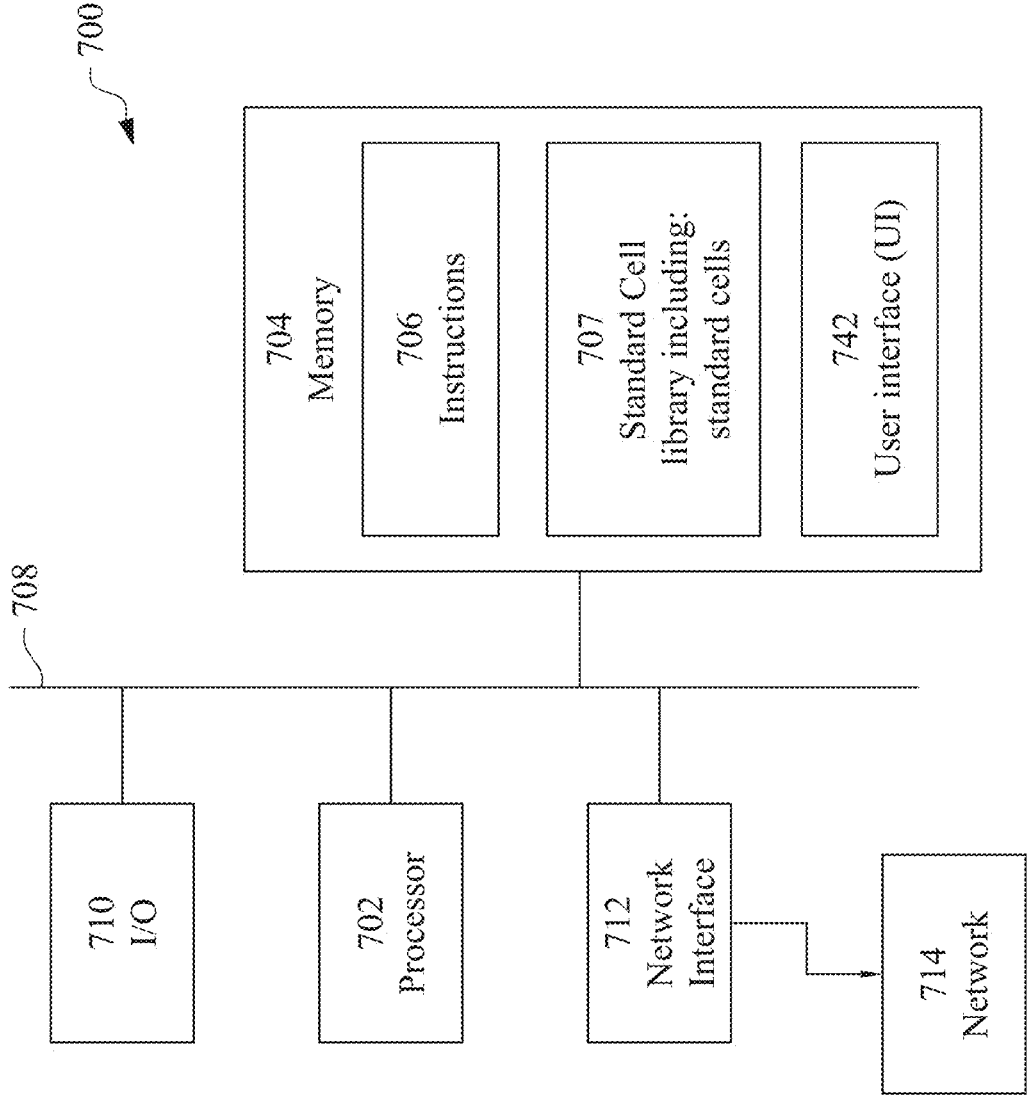 700
704
Memory
706
Instructions
707
Standard Cell
library including:
standard cells
742
User interface (UI)
708
710
I/O
702
Processor
712
Network
Interface
714
Network